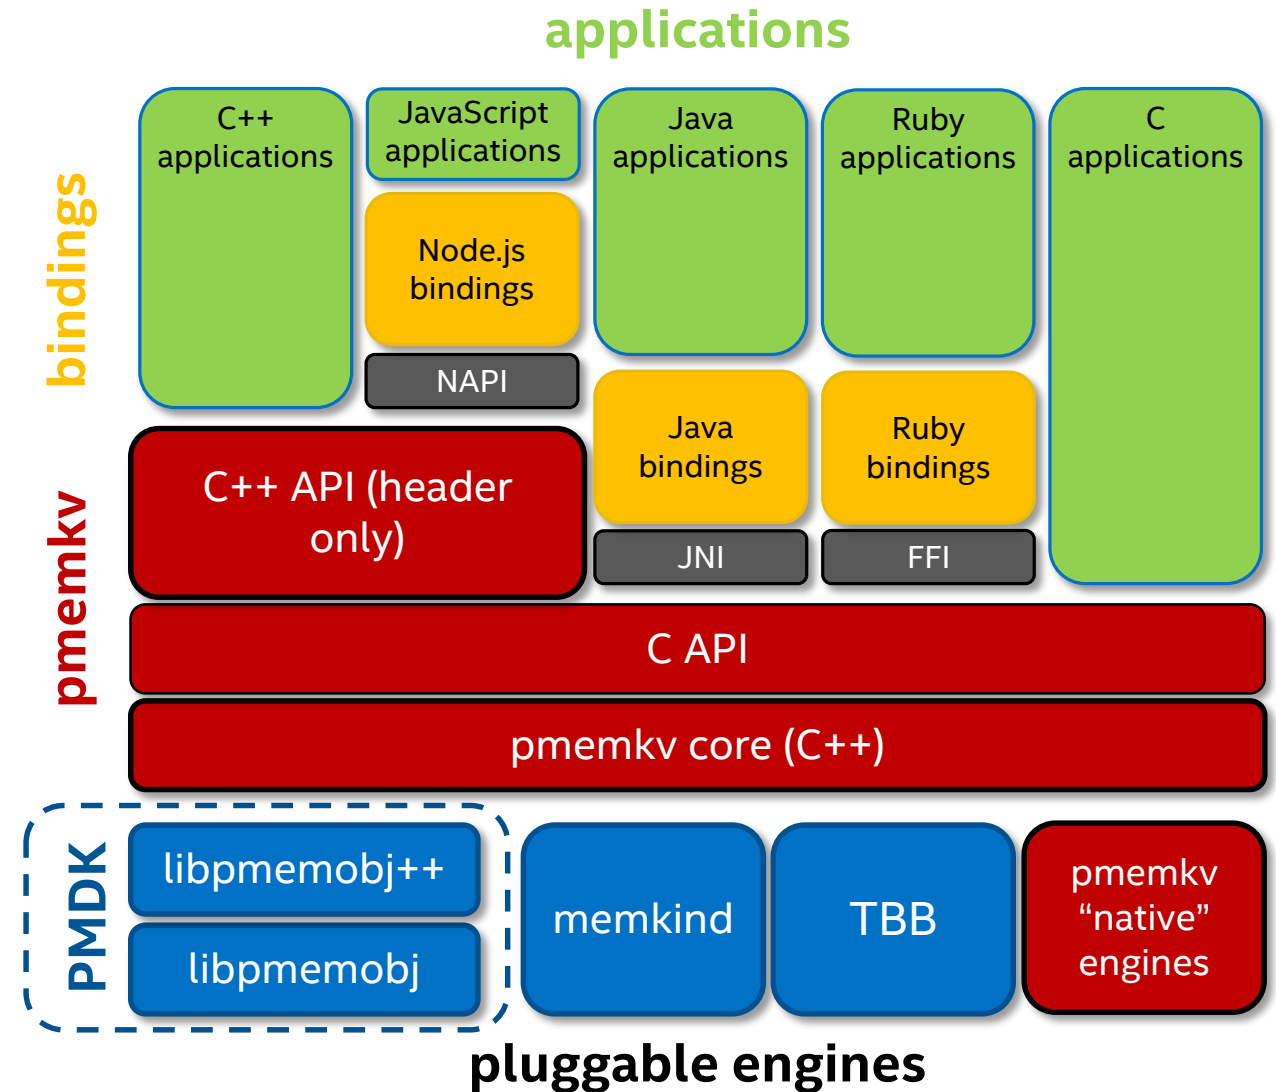 applications
C++
applications
JavaScript
applications
Java
applications
Ruby
applications
C
applications
bindings
Node.js
bindings
NAPI
Java
bindings
Ruby
bindings
JNI
FFI
pmemkv
C++ API (header
only)
C API
pmemkv core (C++)
PMDK
libpmemobj++
libpmemobj
memkind
TBB
pmemkv
“native”
engines
pluggable engines